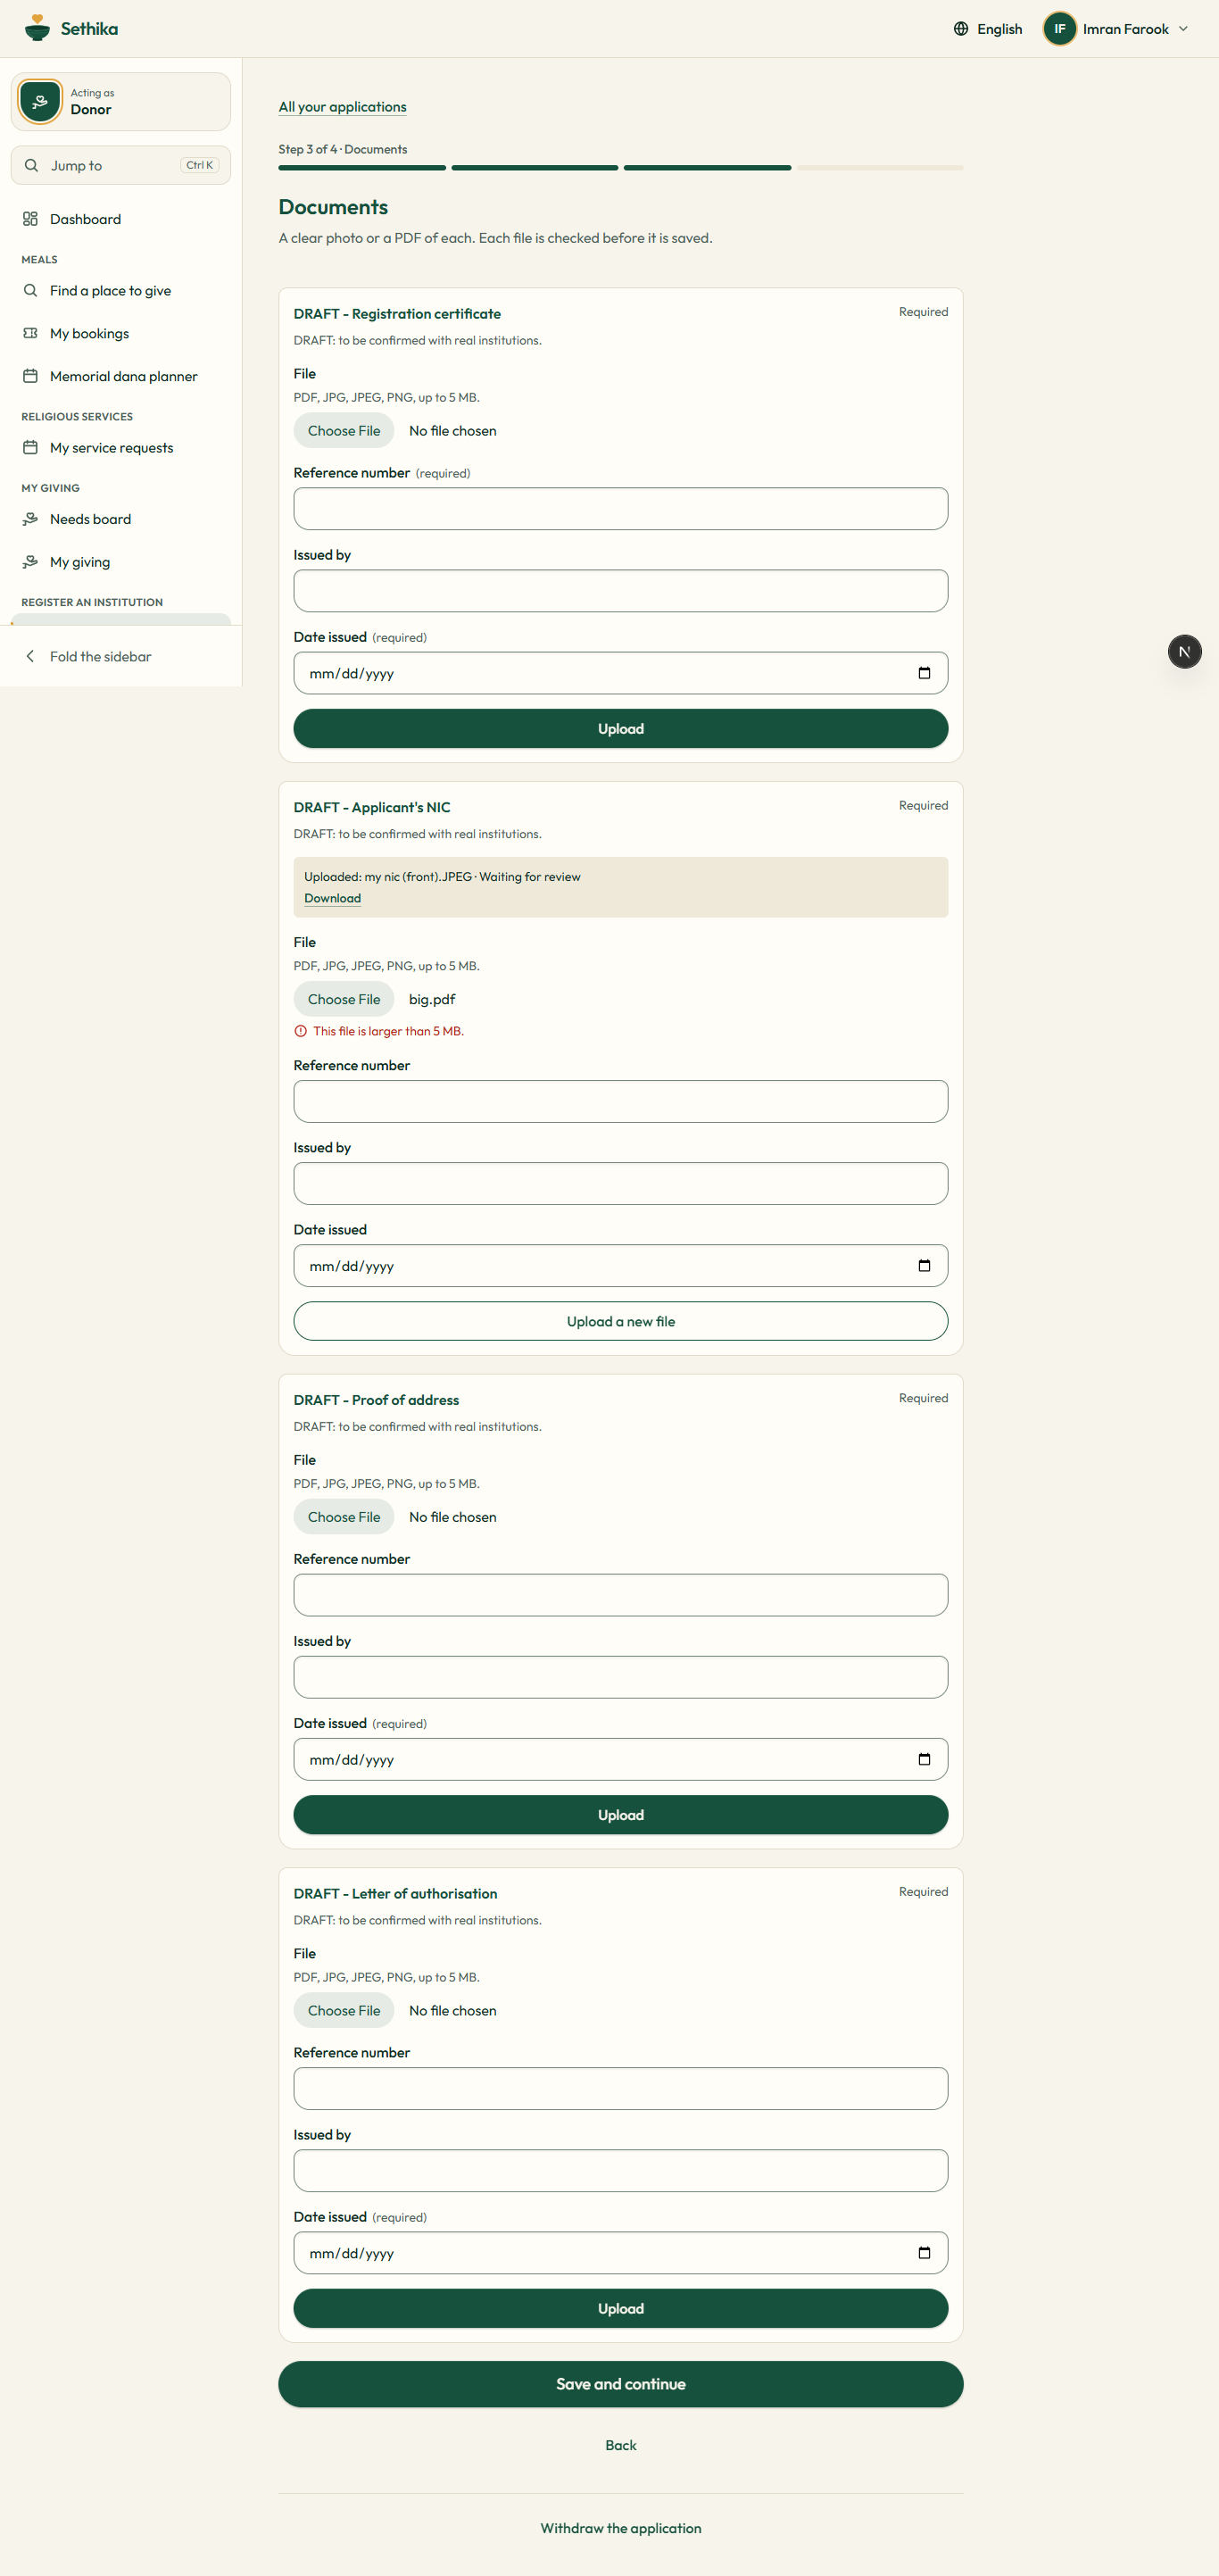 Sethika
English
IF
Imran Farook
Acting as
Donor
Jump to
Ctrl K
Dashboard
MEALS
Find a place to give
My bookings
Memorial dana planner
RELIGIOUS SERVICES
My service requests
MY GIVING
Needs board
My giving
REGISTER AN INSTITUTION
Fold the sidebar
All your applications
Step 3 of 4 · Documents
Documents
A clear photo or a PDF of each. Each file is checked before it is saved.
DRAFT - Registration certificate
Required
DRAFT: to be confirmed with real institutions.
File
PDF, JPG, JPEG, PNG, up to 5 MB.
Choose File No file chosen
Reference number (required)
Issued by
Date issued (required)
mm/dd/yyyy
Upload
N
DRAFT - Applicant's NIC
Required
DRAFT: to be confirmed with real institutions.
Uploaded: my nic (front).JPEG · Waiting for review
Download
File
PDF, JPG, JPEG, PNG, up to 5 MB.
Choose File big.pdf
This file is larger than 5 MB.
Reference number
Issued by
Date issued
mm/dd/yyyy
Upload a new file
DRAFT - Proof of address
Required
DRAFT: to be confirmed with real institutions.
File
PDF, JPG, JPEG, PNG, up to 5 MB.
Choose File No file chosen
Reference number
Issued by
Date issued (required)
mm/dd/yyyy
Upload
DRAFT - Letter of authorisation
Required
DRAFT: to be confirmed with real institutions.
File
PDF, JPG, JPEG, PNG, up to 5 MB.
Choose File No file chosen
Reference number
Issued by
Date issued (required)
mm/dd/yyyy
Upload
Save and continue
Back
Withdraw the application